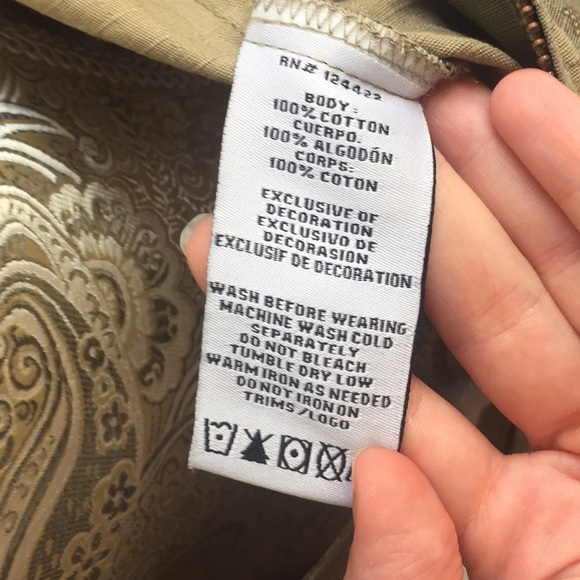 RN# 124422
BODY:
100% COTTON
CUERPO:
100% ALGODÓN
CORPS:
100% COTON
EXCLUSIVE OF
DECORATION
EXCLUSIVO DE
DECORASION
EXCLUSIF DE DECORATION
WASH BEFORE WEARING
MACHINE WASH COLD
SEPARATELY
DO NOT BLEACH
TUMBLE DRY LOW
WARM IRON AS NEEDED
DO NOT IRON ON
TRIMS/LOGO